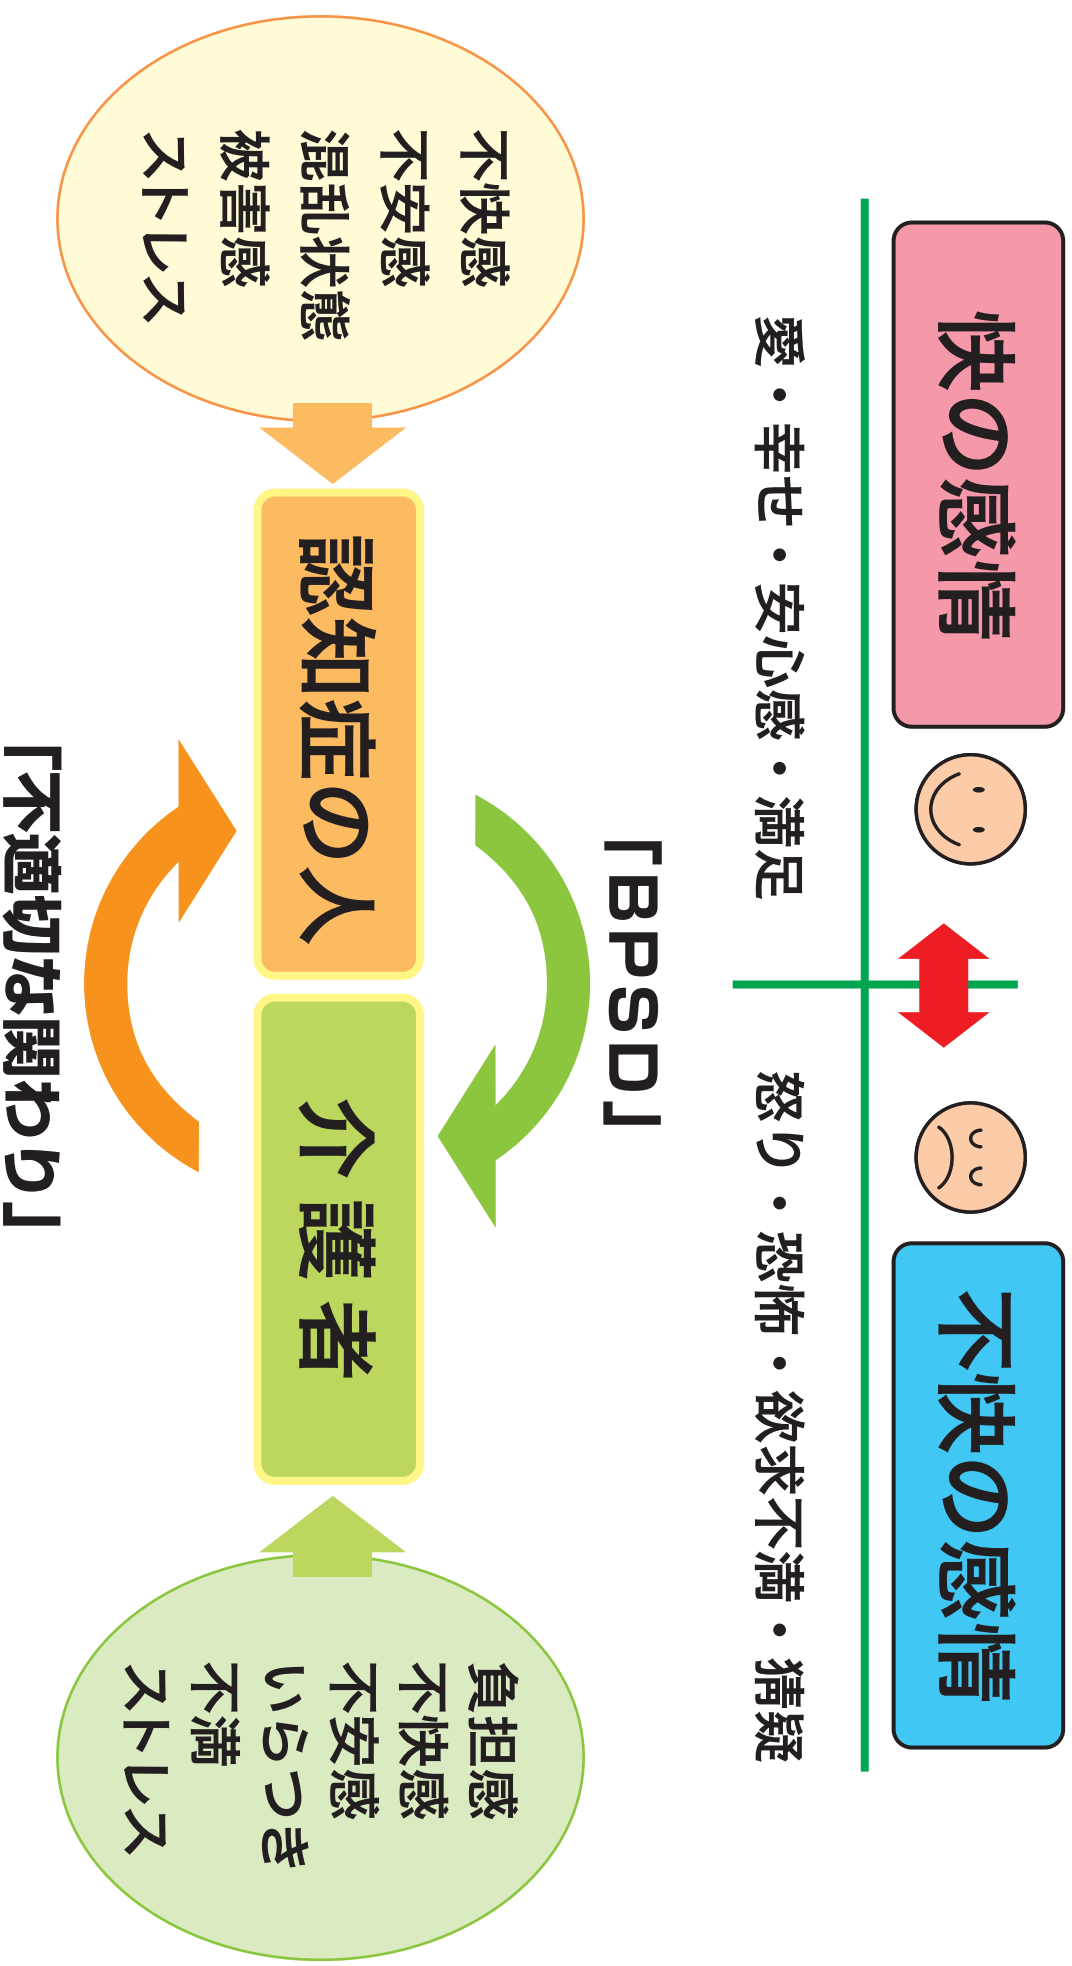 快の感情
不快の感情
愛・幸せ・安心感・満足
怒り・恐怖・欲求不満・猜疑
「BPSD」
不快感
不安感
混乱状態
被害感
ストレス
認知症の人
介護者
負担感
不快感
不安感
いらつき
不満
ストレス
「不適切な関わり」